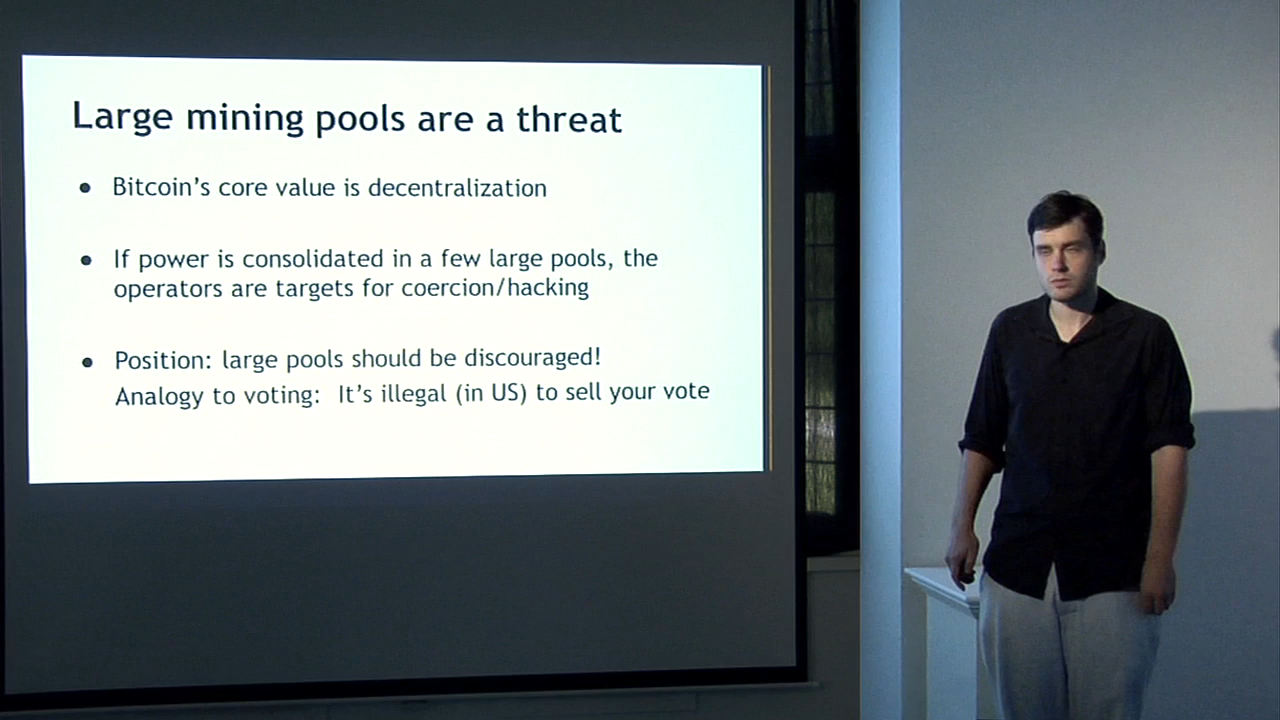 Large mining pools are a threat
● Bitcoin's core value is decentralization
● If power is consolidated in a few large pools, the
operators are targets for coercion/hacking
● Position: large pools should be discouraged!
Analogy to voting: It's illegal (in US) to sell your vote